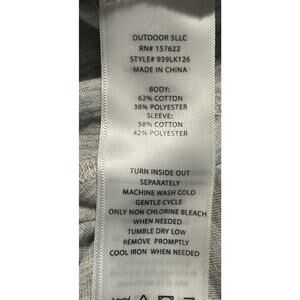 OUTDOOR 5LLC
RN# 157622
STYLE# 939LK126
MADE IN CHINA
BODY:
62% COTTON
38% POLYESTER
SLEEVE:
58% COTTON
42% POLYESTER
TURN INSIDE OUT
SEPARATELY
MACHINE WASH COLD
GENTLE CYCLE
ONLY NON CHLORINE BLEACH
WHEN NEEDED
TUMBLE DRY LOW
REMOVE PROMPTLY
COOL IRON WHEN NEEDED